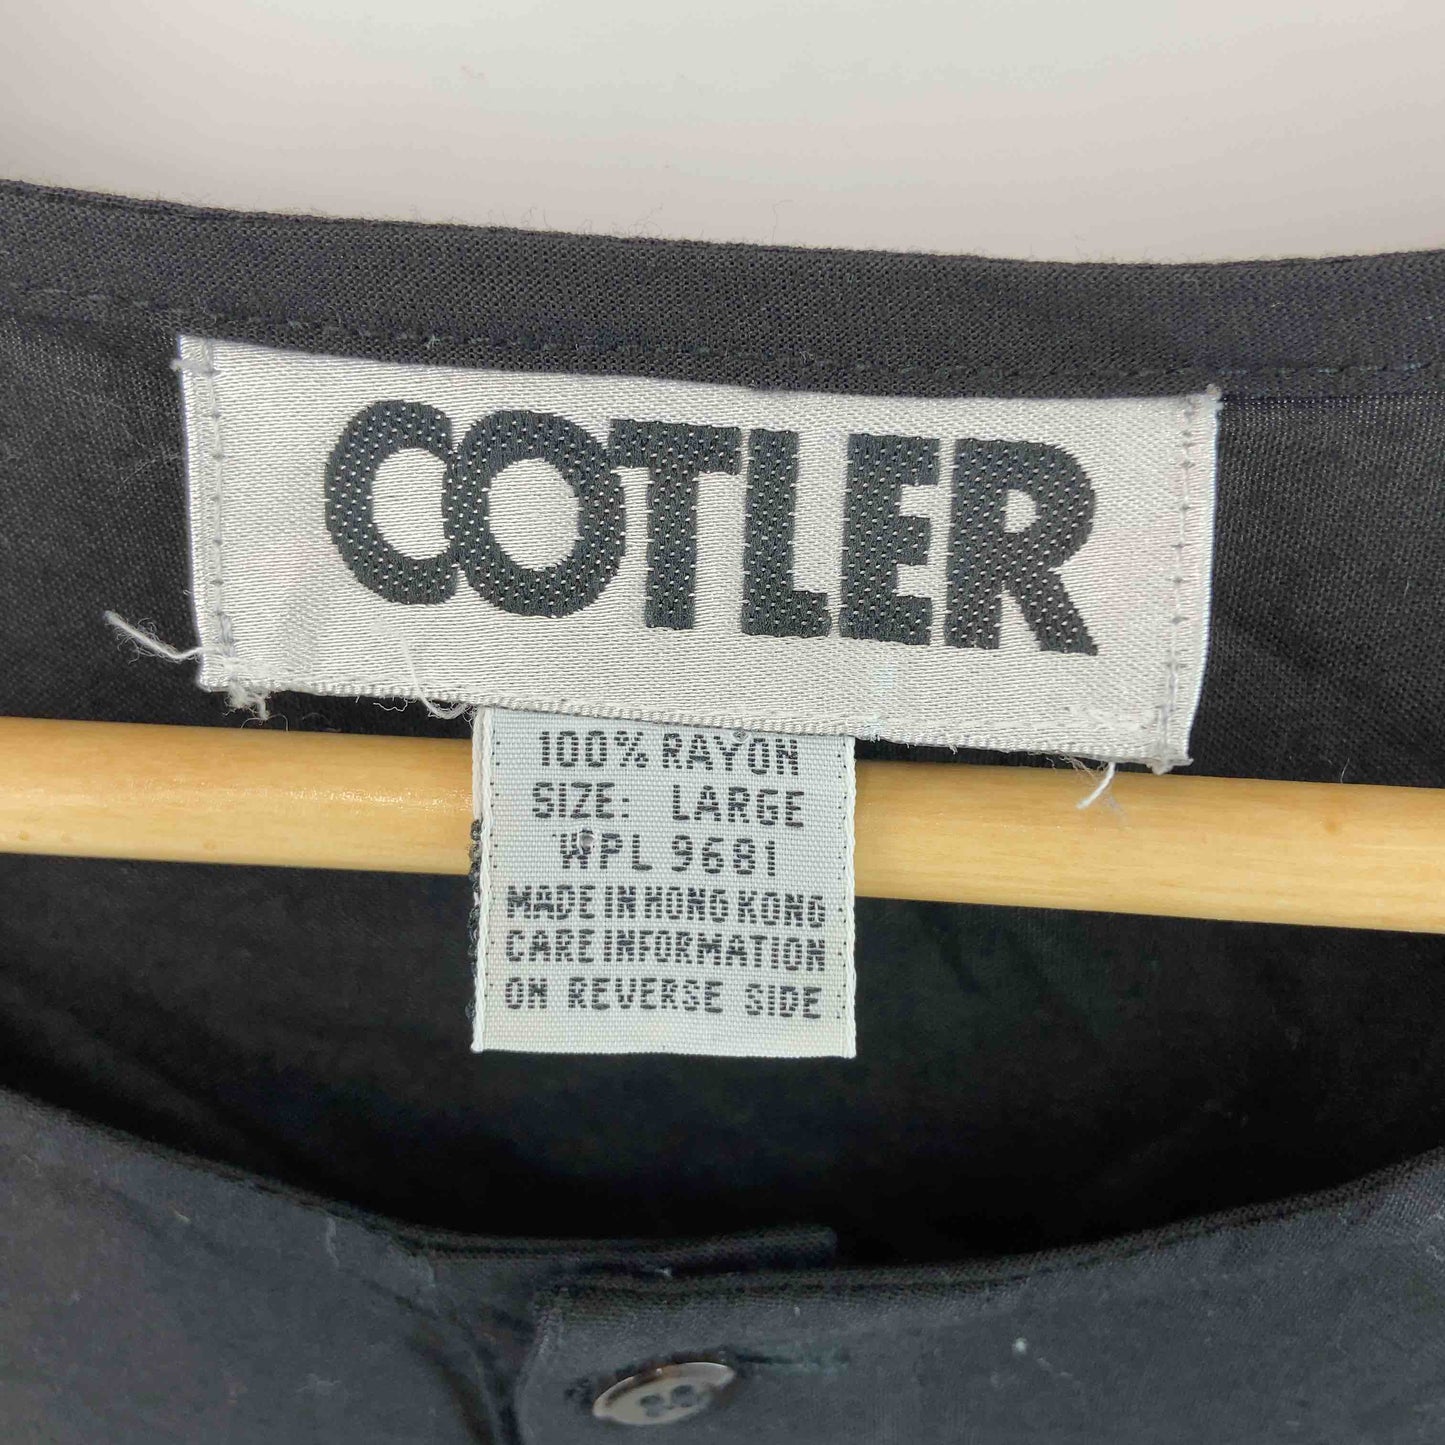 COTLER
100% RAYON
SIZE: LARGE
WPL 9681
MADE IN HONG KONG
CARE INFORMATION
ON REVERSE SIDE